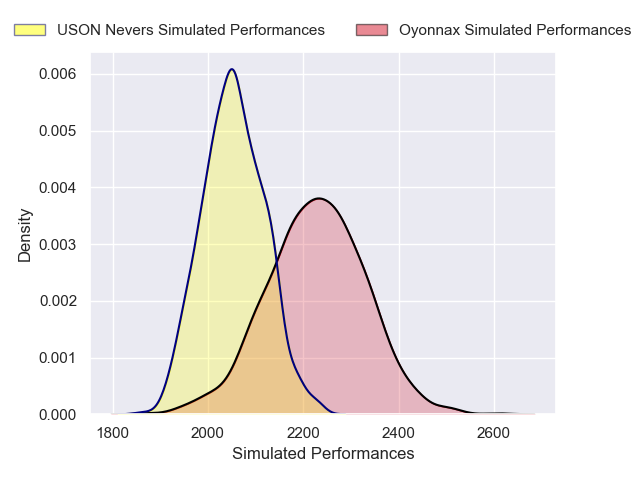 USON Nevers Simulated Performances
Oyonnax Simulated Performances
0.006
0.005
0.004
0.003
0.002
0.001
0.000
Density
1800 2000 2200 2400 2600
Simulated Performances